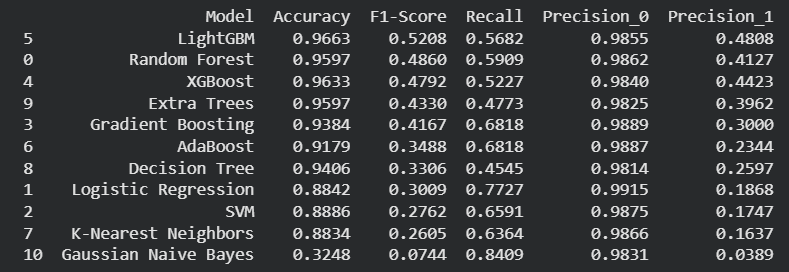 Model Accuracy F1-Score Recall Precision_0 Precision_1
5 LightGBM 0.9663 0.5208 0.5682 0.9855 0.4808
0 Random Forest 0.9597 0.4860 0.5909 0.9862 0.4127
4 XGBoost 0.9633 0.4792 0.5227 0.9840 0.4423
9 Extra Trees 0.9597 0.4330 0.4773 0.9825 0.3962
3 Gradient Boosting 0.9384 0.4167 0.6818 0.9889 0.3000
6 AdaBoost 0.9179 0.3488 0.6818 0.9887 0.2344
8 Decision Tree 0.9406 0.3306 0.4545 0.9814 0.2597
1 Logistic Regression 0.8842 0.3009 0.7727 0.9915 0.1868
2 SVM 0.8886 0.2762 0.6591 0.9875 0.1747
7 K-Nearest Neighbors 0.8834 0.2605 0.6364 0.9866 0.1637
10 Gaussian Naive Bayes 0.3248 0.0744 0.8409 0.9831 0.0389